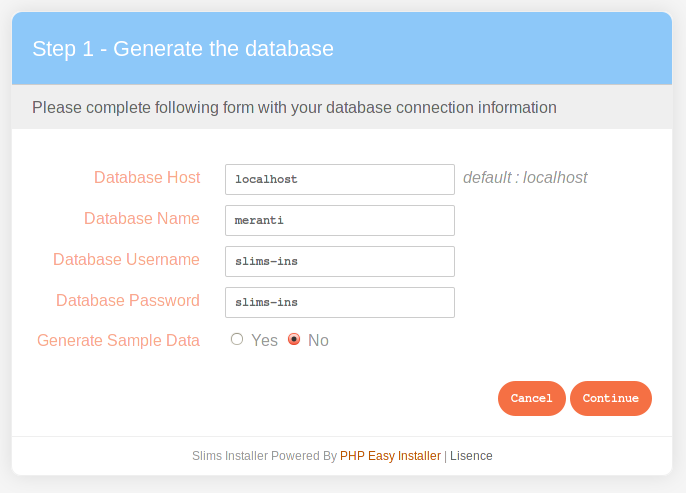 Step 1 - Generate the database
Please complete following form with your database connection information
Database Host localhost default : localhost
Database Name meranti
Database Username slims-ins
Database Password slims-ins
Generate Sample Data Yes No
Cancel Continue
Slims Installer Powered By PHP Easy Installer | Lisence